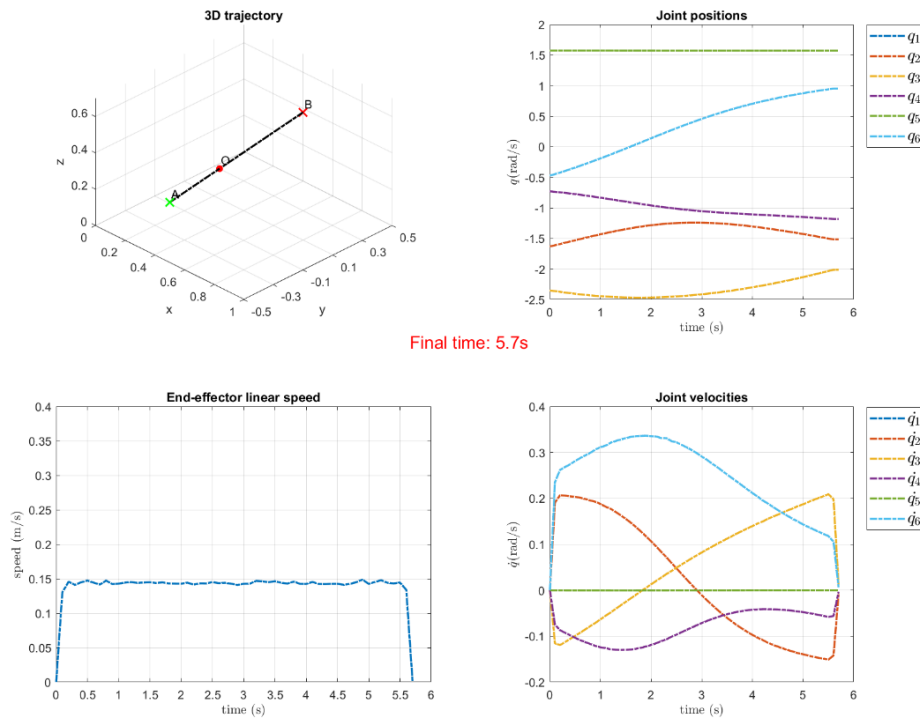 3D trajectory
0.6
0.4
0.2
0
z
A
O
B
0
0.2
0.4
0.6
0.8
1
x
-0.5
-0.3
-0.1
0.1
0.3
0.5
y
Joint positions
2
1.5
1
0.5
0
-0.5
-1
-1.5
-2
-2.5
q(rad/s)
0 1 2 3 4 5 6
time (s)
q1
q2
q3
q4
q5
q6
Final time: 5.7s
End-effector linear speed
0.4
0.35
0.3
0.25
0.2
0.15
0.1
0.05
0
speed (m/s)
0 0.5 1 1.5 2 2.5 3 3.5 4 4.5 5 5.5 6
time (s)
Joint velocities
0.4
0.3
0.2
0.1
0
-0.1
-0.2
q̇(rad/s)
0 1 2 3 4 5 6
time (s)
q̇1
q̇2
q̇3
q̇4
q̇5
q̇6